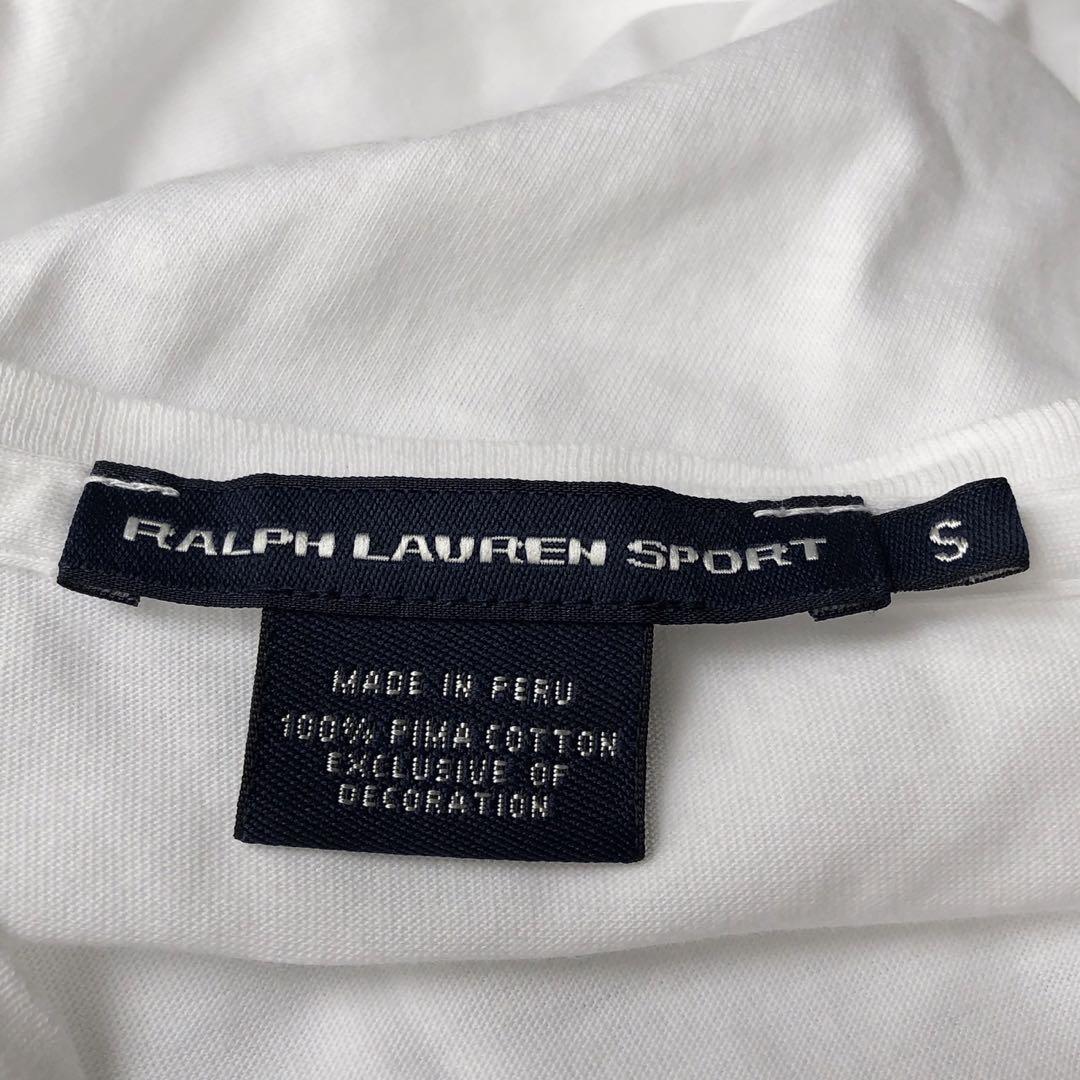 RALPH LAUREN SPORT S
MADE IN PERU
100% PIMA COTTON
EXCLUSIVE OF
DECORATION